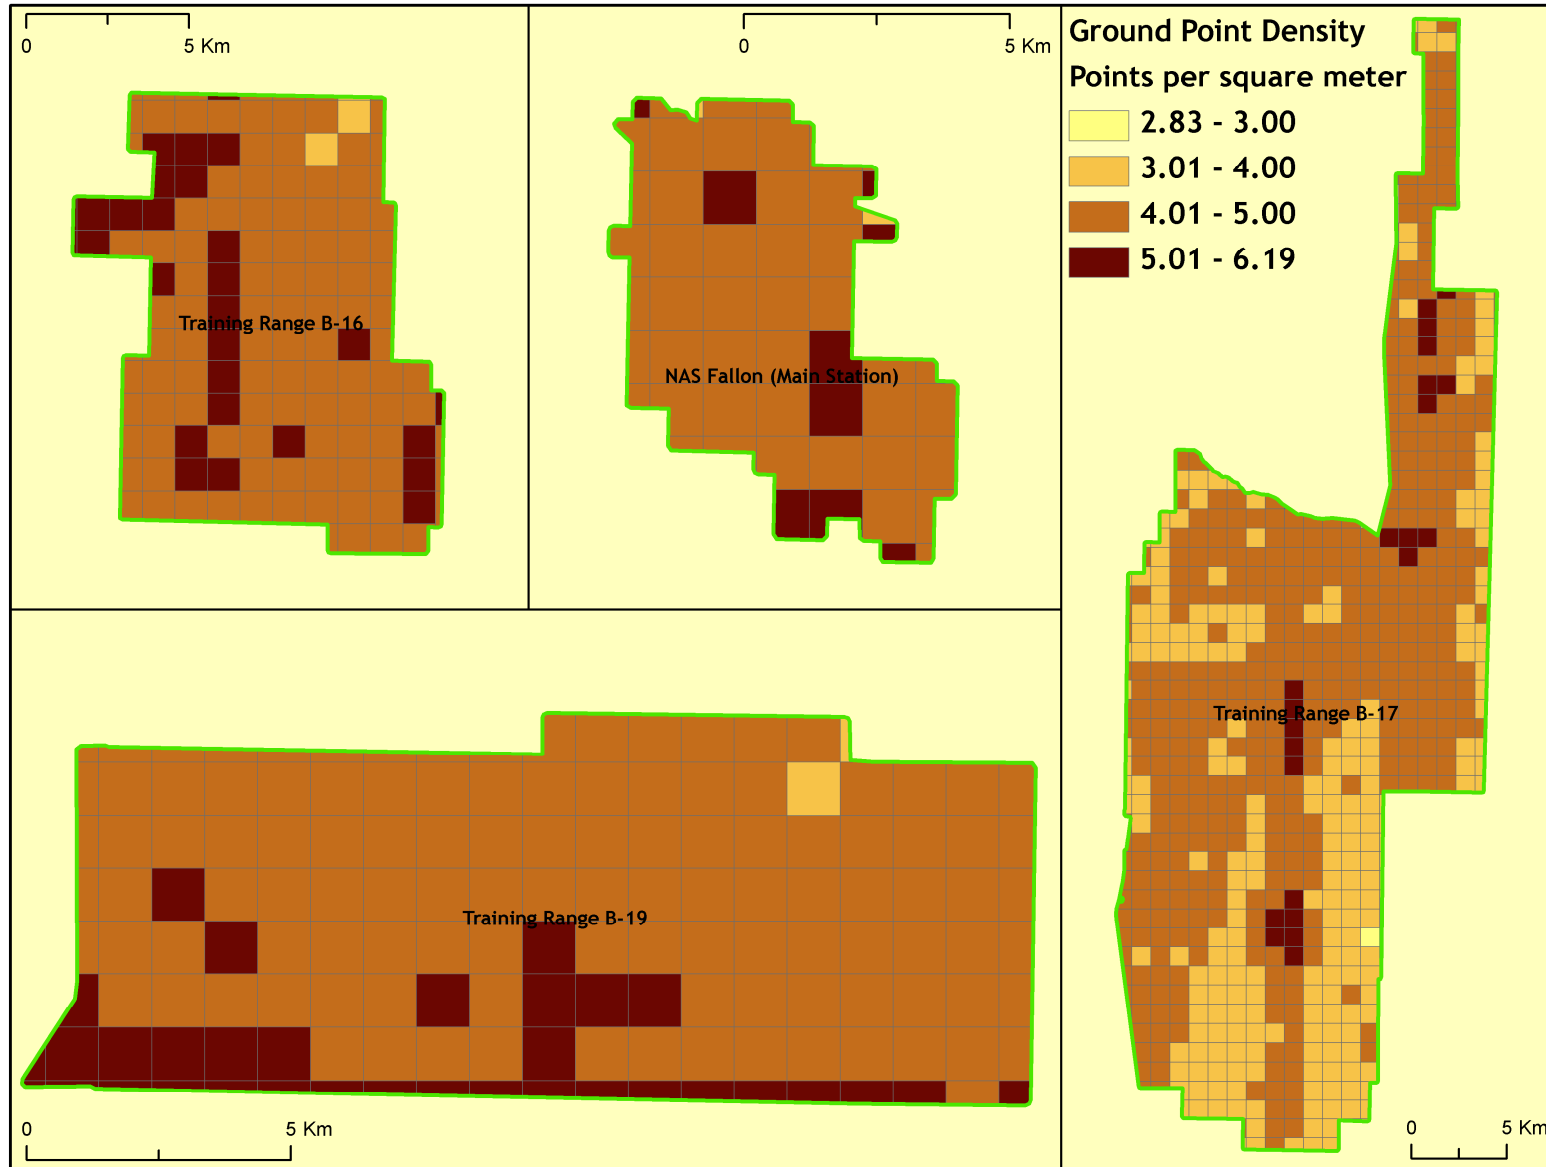 0 5 Km
0 5 Km
Ground Point Density
Points per square meter
2.83 - 3.00
3.01 - 4.00
4.01 - 5.00
5.01 - 6.19
Training Range B-16
NAS Fallon (Main Station)
Training Range B-17
Training Range B-19
0 5 Km
0 5 Km